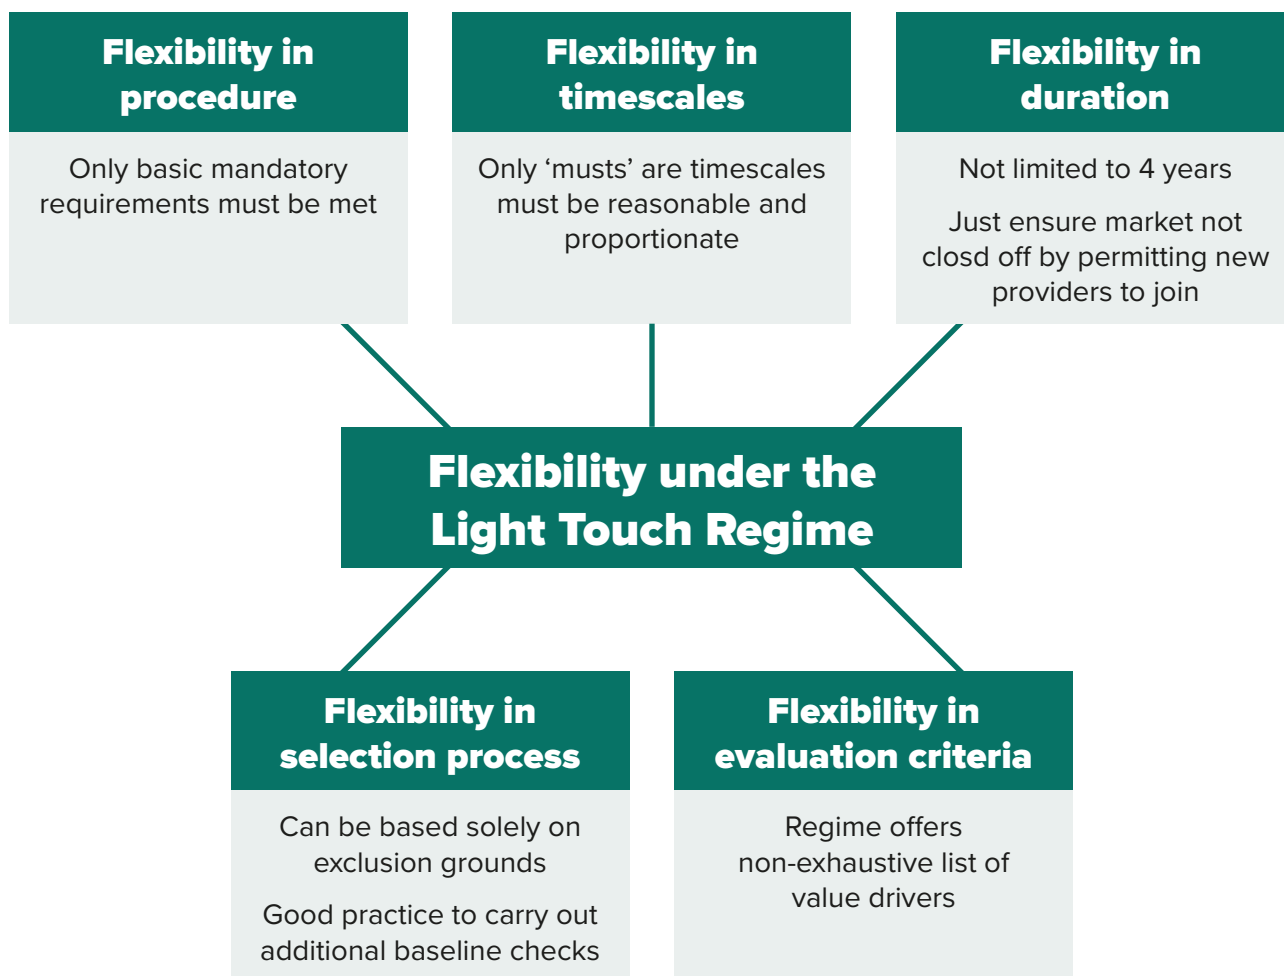 Flexibility in
procedure
Only basic mandatory
requirements must be met
Flexibility in
timescales
Only ‘musts’ are timescales
must be reasonable and
proportionate
Flexibility in
duration
Not limited to 4 years
Just ensure market not
closd off by permitting new
providers to join
Flexibility under the
Light Touch Regime
Flexibility in
selection process
Can be based solely on
exclusion grounds
Good practice to carry out
additional baseline checks
Flexibility in
evaluation criteria
Regime offers
non-exhaustive list of
value drivers